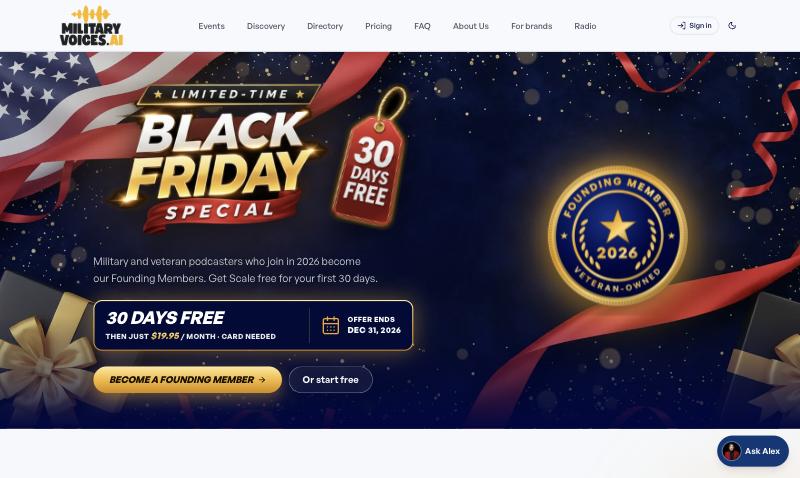 MILITARY
VOICES.AI
Events
Discovery
Directory
Pricing
FAQ
About Us
For brands
Radio
Sign in
LIMITED-TIME
BLACK
FRIDAY
SPECIAL
30
DAYS
FREE
FOUNDING MEMBER
2026
VETERAN-OWNED
Military and veteran podcasters who join in 2026 become
our Founding Members. Get Scale free for your first 30 days.
30 DAYS FREE
THEN JUST $19.95 / MONTH · CARD NEEDED
OFFER ENDS
DEC 31, 2026
BECOME A FOUNDING MEMBER →
Or start free
Ask Alex